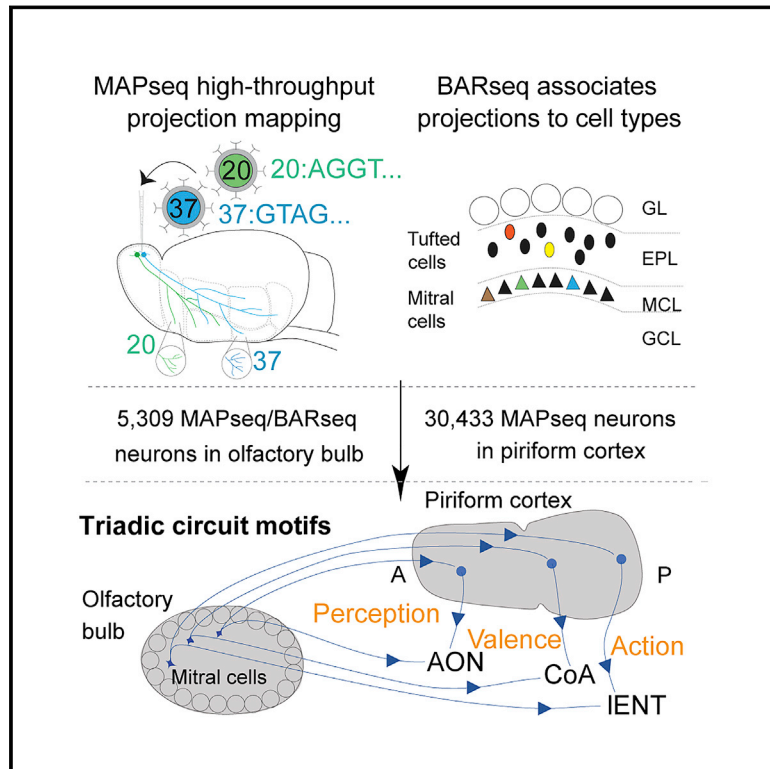 MAPseq high-throughput
projection mapping
20
20:AGGT...
37
37:GTAG...
20
37
BARseq associates
projections to cell types
GL
Tufted
cells
EPL
Mitral
cells
MCL
GCL
5,309 MAPseq/BARseq
neurons in olfactory bulb
30,433 MAPseq neurons
in piriform cortex
Triadic circuit motifs
Piriform cortex
A
P
Olfactory
bulb
Mitral cells
Perception
Valence
Action
AON
CoA
lENT